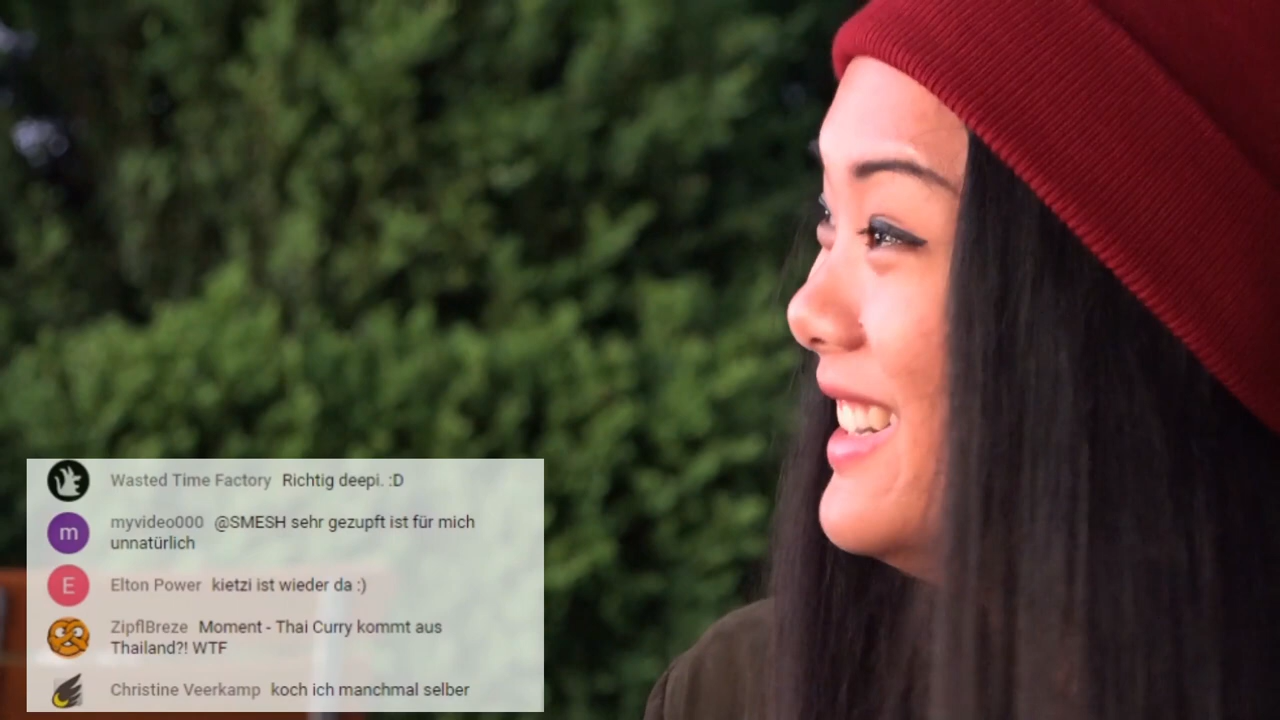 Wasted Time Factory Richtig deepi. :D
myvideo000 @SMESH sehr gezupft ist für mich
unnatürlich
E
m
Elton Power kietzi ist wieder da :)
ZipflBreze Moment - Thai Curry kommt aus
Thailand?! WTF
Christine Veerkamp koch ich manchmal selber